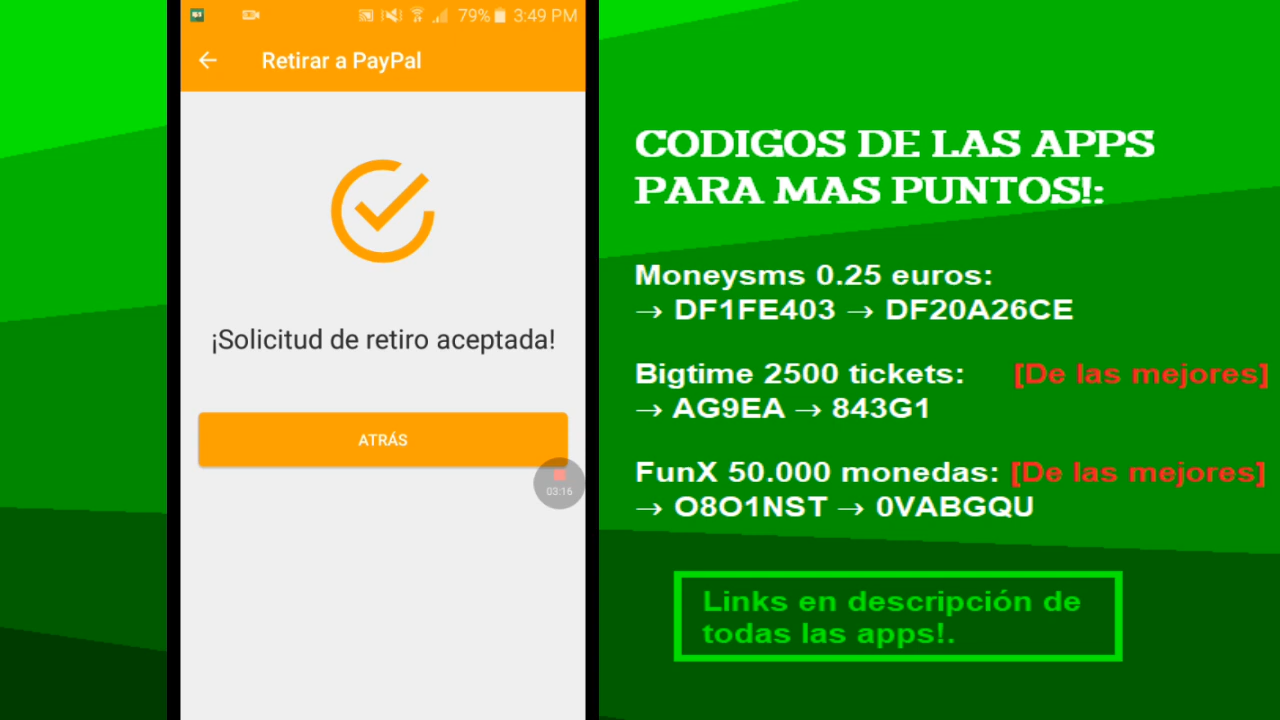 79% 3:49 PM
Retirar a PayPal
¡Solicitud de retiro aceptada!
ATRÁS
03:16
CODIGOS DE LAS APPS
PARA MAS PUNTOS!:
Moneysms 0.25 euros:
→ DF1FE403 → DF20A26CE
Bigtime 2500 tickets: [De las mejores]
→ AG9EA → 843G1
FunX 50.000 monedas: [De las mejores]
→ O8O1NST → 0VABGQU
Links en descripción de
todas las apps!.